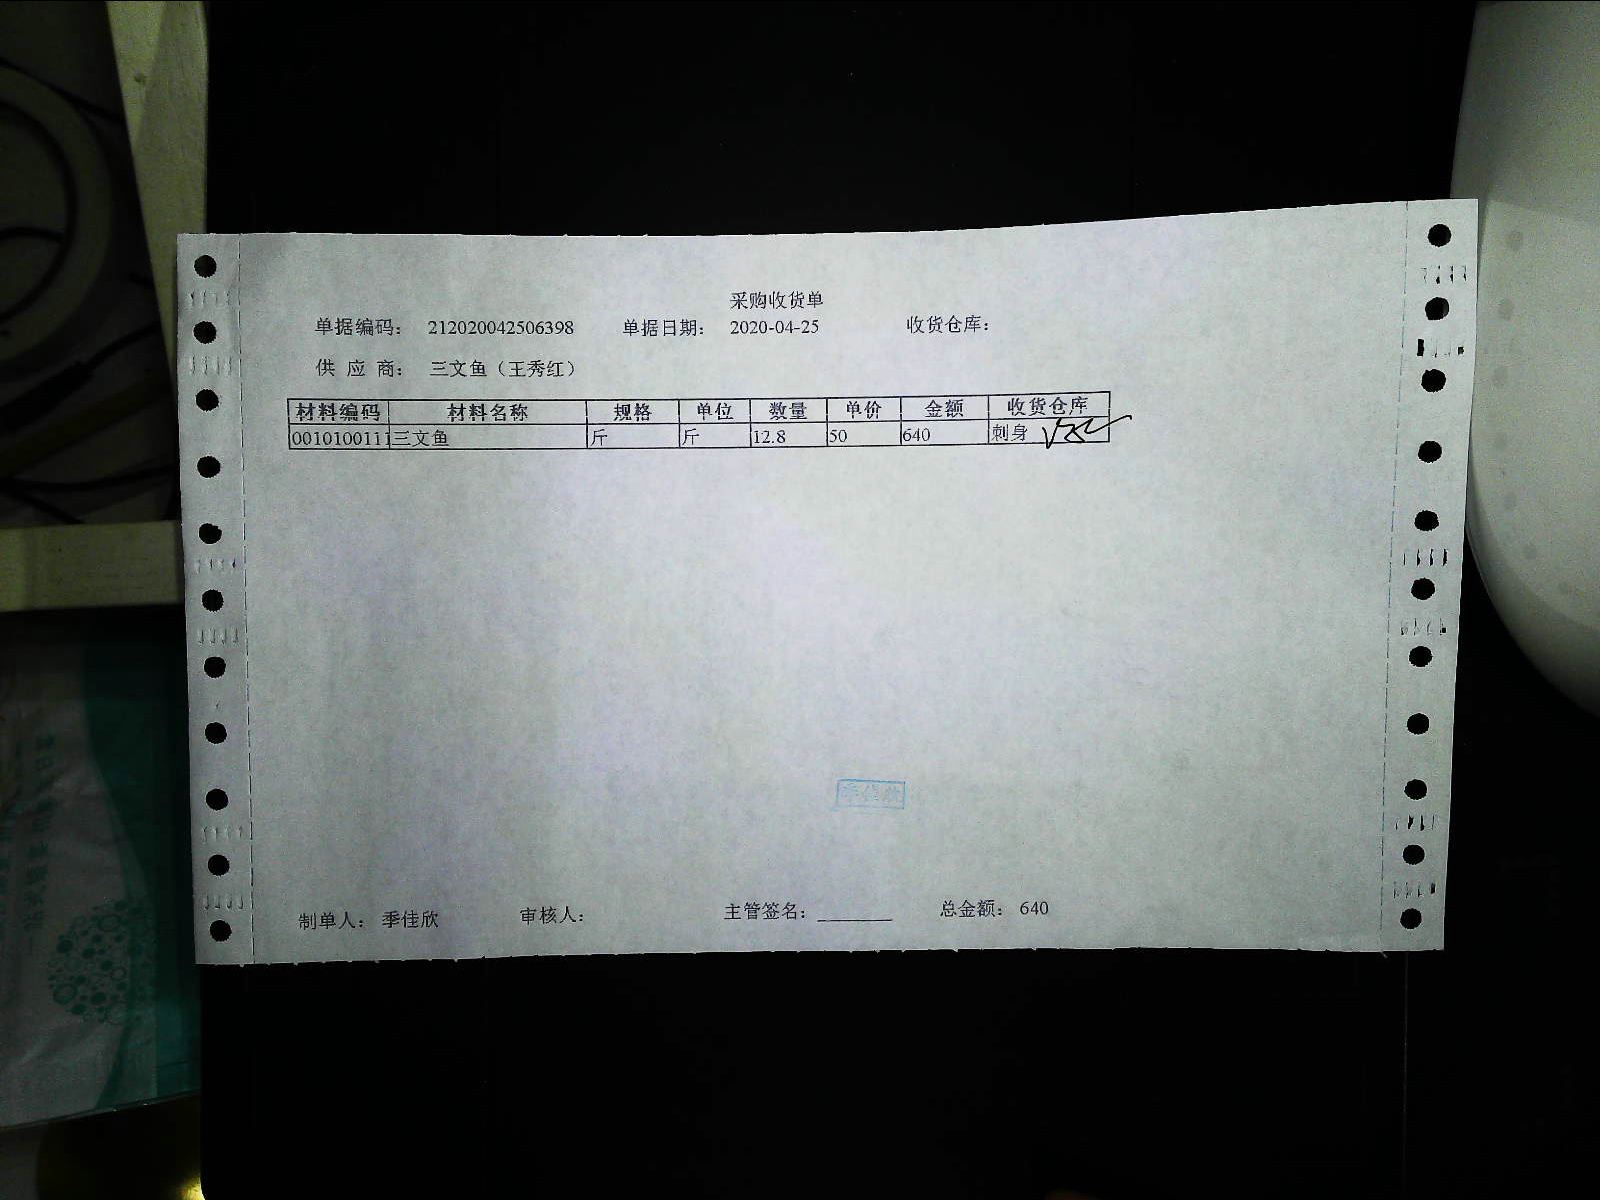 采购收货单
单据编码： 212020042506398 单据日期： 2020-04-25 收货仓库：
供 应 商： 三文鱼（王秀红）
材料编码 材料名称 规格 单位 数量 单价 金额 收货仓库
0010100111 三文鱼 斤 斤 12.8 50 640 刺身
季佳欣
制单人： 季佳欣 审核人： 主管签名：________ 总金额： 640